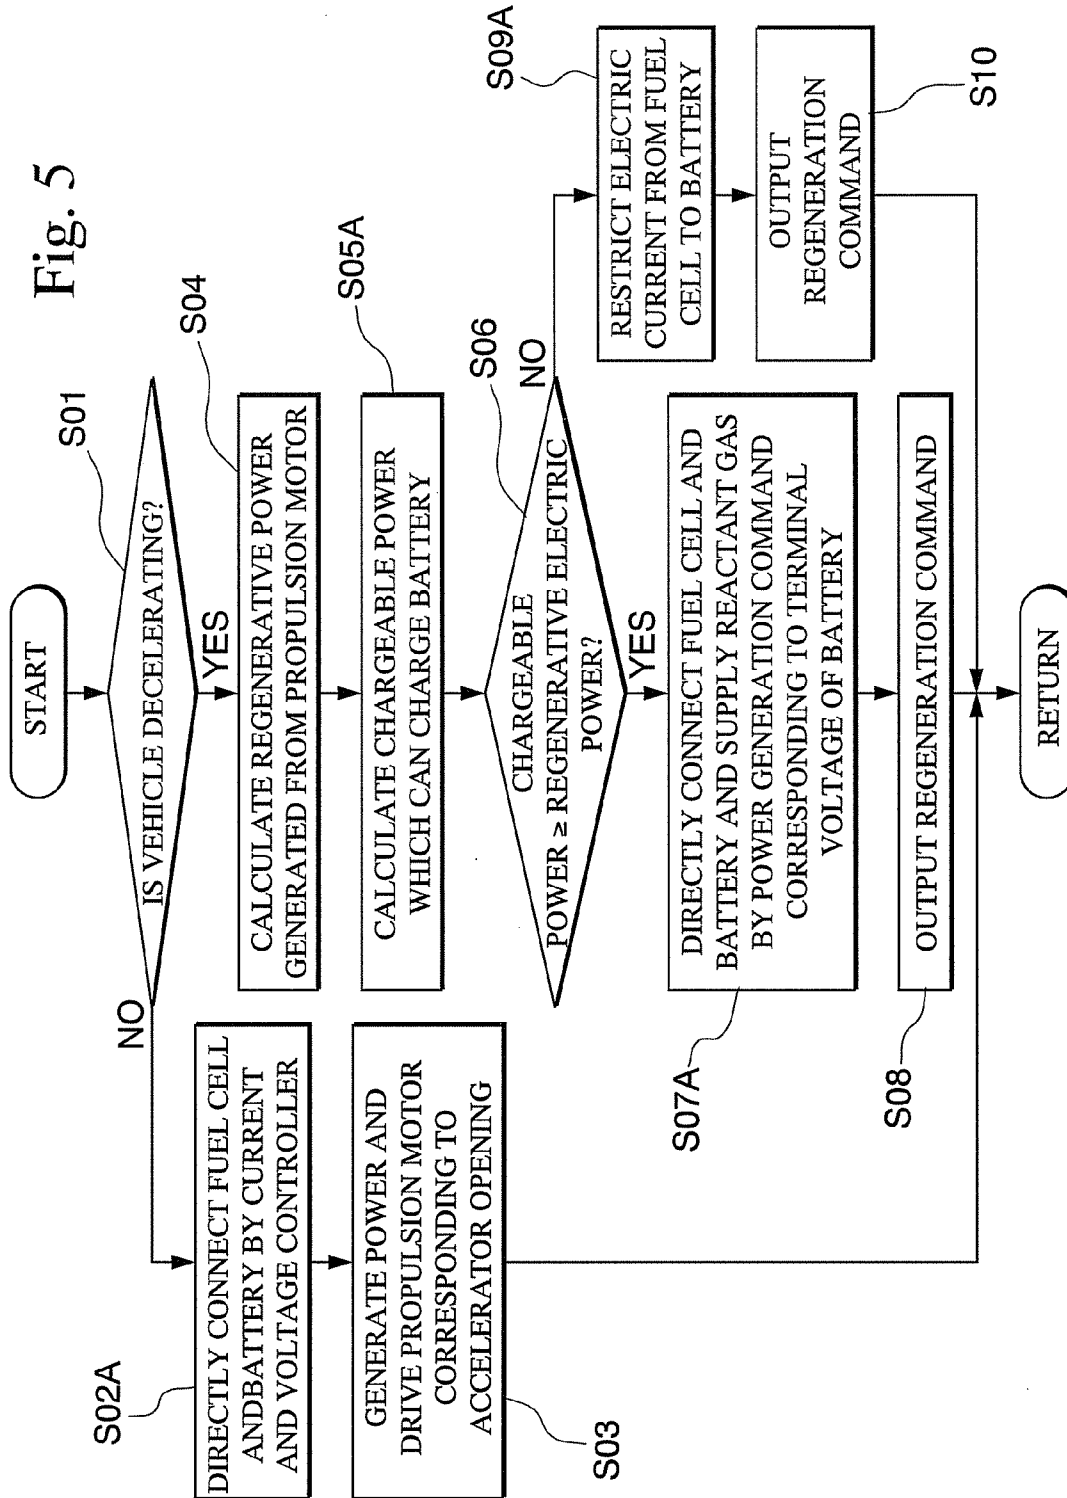 Fig. 5
START
S01
IS VEHICLE DECELERATING?
NO
YES
S02A
DIRECTLY CONNECT FUEL CELL
ANDBATTERY BY CURRENT
AND VOLTAGE CONTROLLER
GENERATE POWER AND
DRIVE PROPULSION MOTOR
CORRESPONDING TO
ACCELERATOR OPENING
S03
S04
CALCULATE REGENERATIVE POWER
GENERATED FROM PROPULSION MOTOR
S05A
CALCULATE CHARGEABLE POWER
WHICH CAN CHARGE BATTERY
S06
CHARGEABLE
POWER ≥ REGENERATIVE ELECTRIC
POWER?
NO
YES
S07A
DIRECTLY CONNECT FUEL CELL AND
BATTERY AND SUPPLY REACTANT GAS
BY POWER GENERATION COMMAND
CORRESPONDING TO TERMINAL
VOLTAGE OF BATTERY
S08
OUTPUT REGENERATION COMMAND
S09A
RESTRICT ELECTRIC
CURRENT FROM FUEL
CELL TO BATTERY
OUTPUT
REGENERATION
COMMAND
S10
RETURN